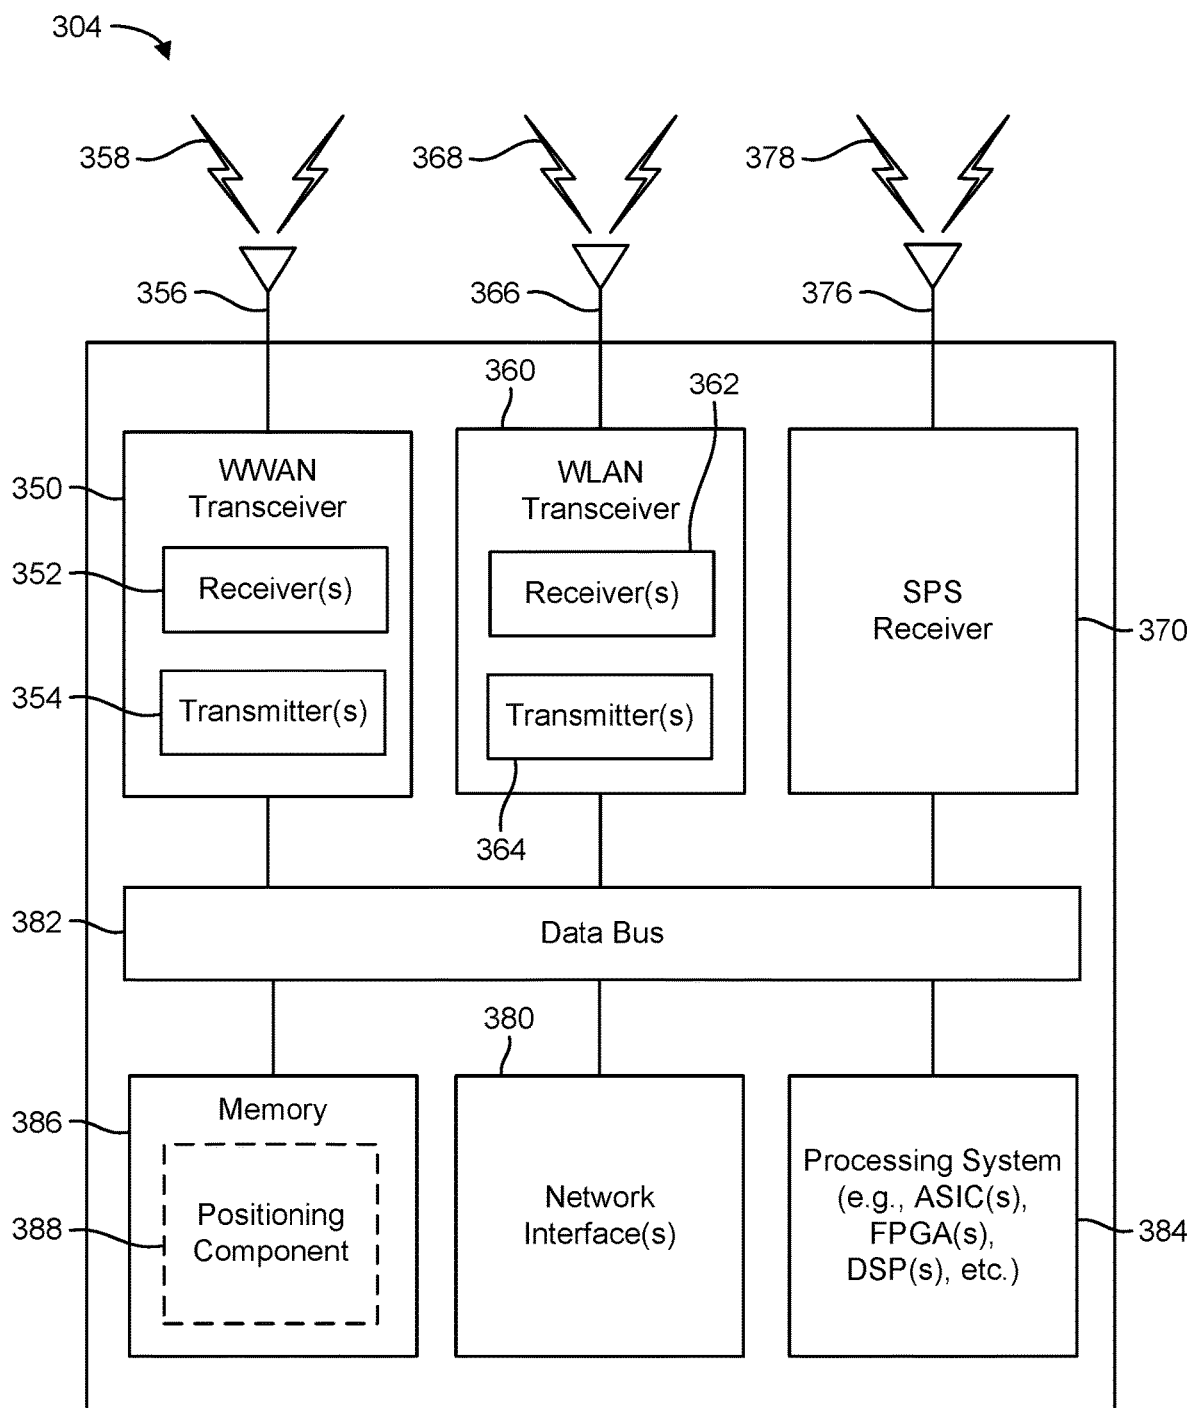 304
358
368
378
356
366
376
360
362
WWAN
Transceiver
WLAN
Transceiver
350
352
Receiver(s)
Receiver(s)
SPS
Receiver
370
354
Transmitter(s)
Transmitter(s)
364
382
Data Bus
380
386
Memory
388
Positioning
Component
Network
Interface(s)
Processing System
(e.g., ASIC(s),
FPGA(s),
DSP(s), etc.)
384